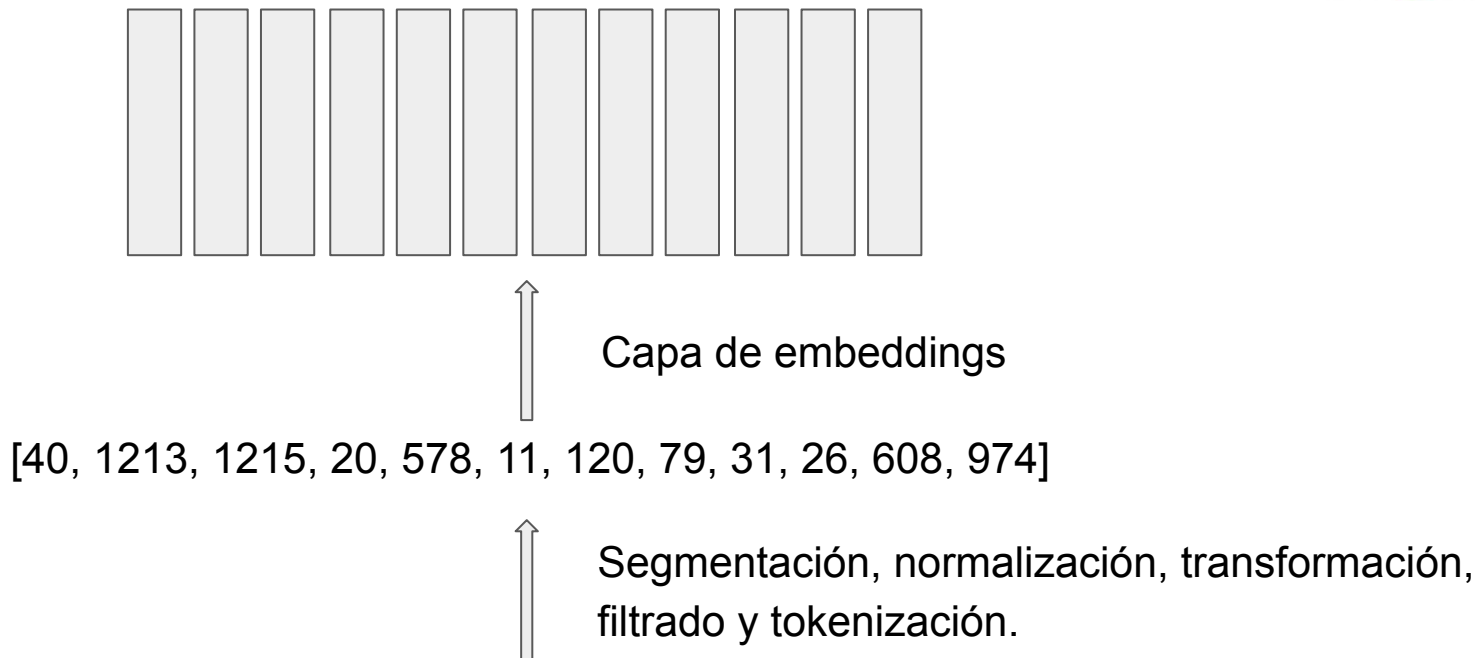 Capa de embeddings
[40, 1213, 1215, 20, 578, 11, 120, 79, 31, 26, 608, 974]
Segmentación, normalización, transformación,
filtrado y tokenización.